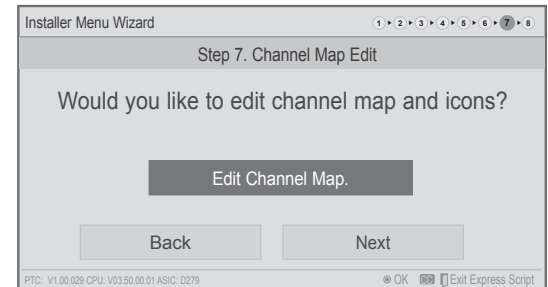 Installer Menu Wizard
1 2 3 4 5 6 7 8
Step 7. Channel Map Edit
Would you like to edit channel map and icons?
Edit Channel Map.
Back Next
PTC: V1.00.029 CPU: V03.50.00.01 ASIC: D279 OK CC Exit Express Script